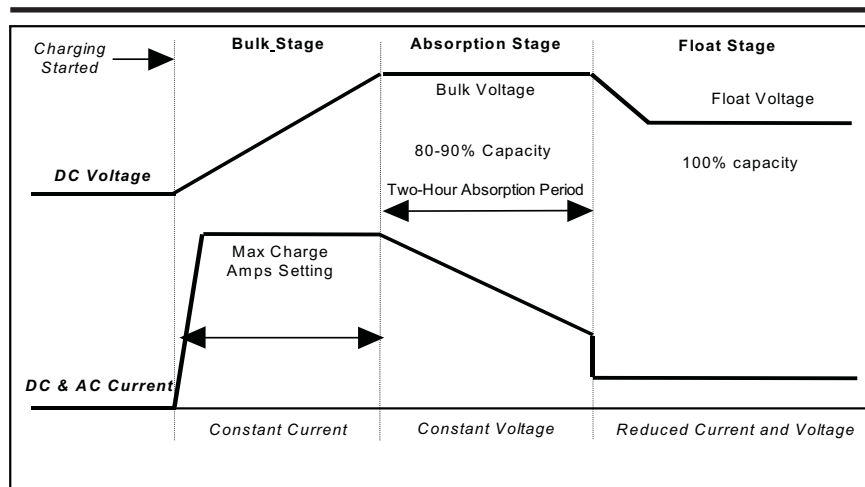 Charging
Started
Bulk Stage
Absorption Stage
Float Stage
Bulk Voltage
Float Voltage
80-90% Capacity
100% capacity
DC Voltage
Two-Hour Absorption Period
Max Charge
Amps Setting
DC & AC Current
Constant Current
Constant Voltage
Reduced Current and Voltage